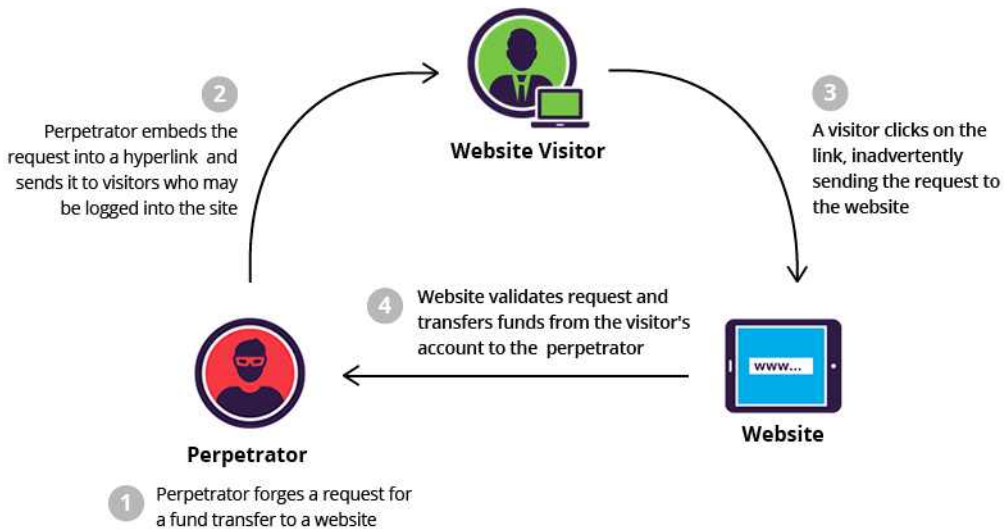 2
Perpetrator embeds the
request into a hyperlink and
sends it to visitors who may
be logged into the site
Website Visitor
3
A visitor clicks on the
link, inadvertently
sending the request to
the website
4
Website validates request and
transfers funds from the visitor's
account to the perpetrator
www...
Website
Perpetrator
1
Perpetrator forges a request for
a fund transfer to a website